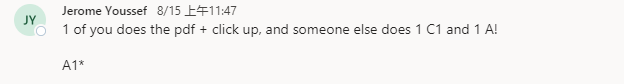 JY
Jerome Youssef 8/15 上午11:47
1 of you does the pdf + click up, and someone else does 1 C1 and 1 A!
A1*